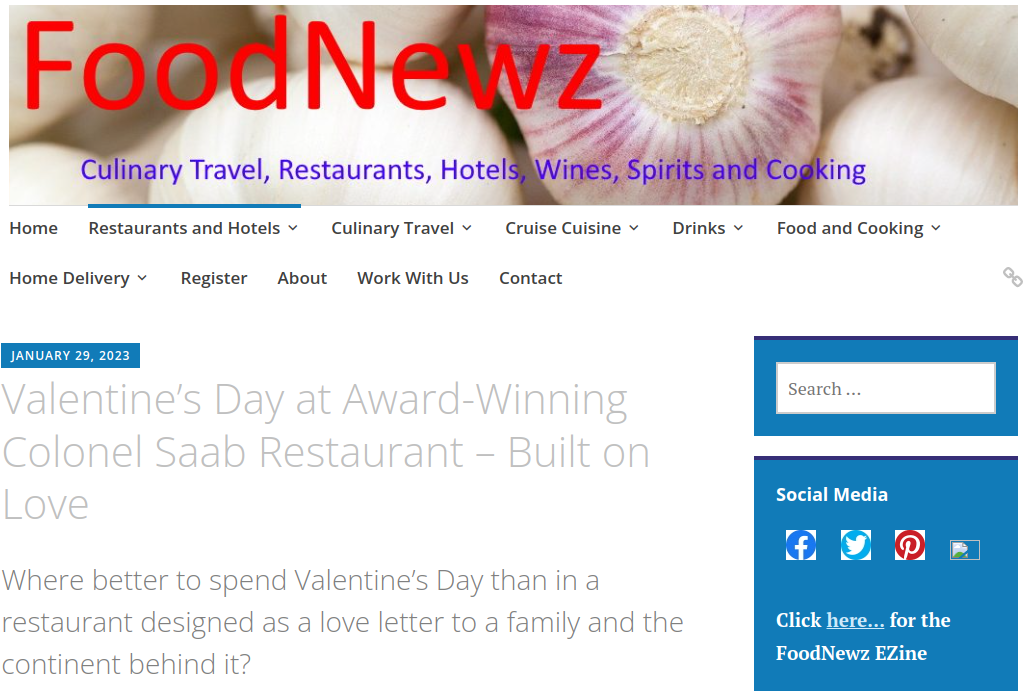 FoodNewz
Culinary Travel, Restaurants, Hotels, Wines, Spirits and Cooking
Home Restaurants and Hotels Culinary Travel Cruise Cuisine Drinks Food and Cooking
Home Delivery Register About Work With Us Contact
JANUARY 29, 2023
Valentine’s Day at Award-Winning
Colonel Saab Restaurant – Built on
Love
Where better to spend Valentine’s Day than in a
restaurant designed as a love letter to a family and the
continent behind it?
Search …
Social Media
Click here… for the
FoodNewz EZine